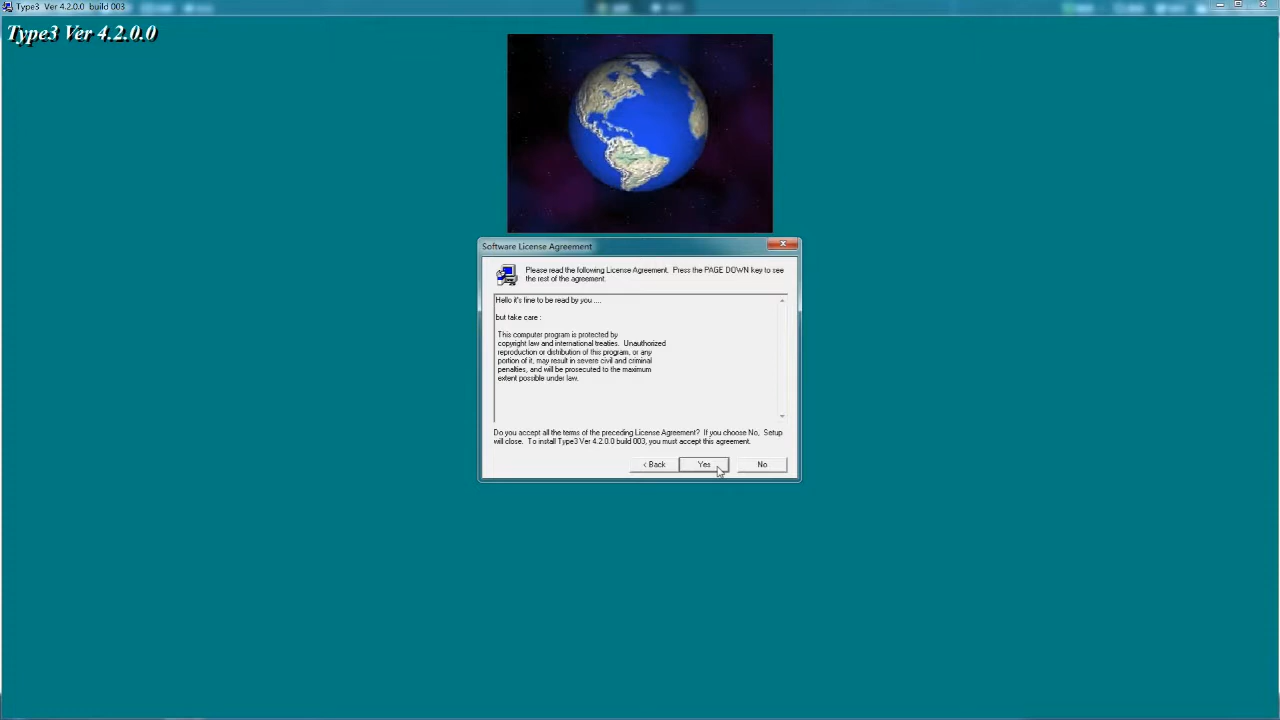 Type3 Ver 4.2.0.0 build 003
Type3 Ver 4.2.0.0
Software License Agreement
Please read the following License Agreement. Press the PAGE DOWN key to see
the rest of the agreement.
Hello it's fine to be read by you ....
but take care :
This computer program is protected by
copyright law and international treaties. Unauthorized
reproduction or distribution of this program, or any
portion of it, may result in severe civil and criminal
penalties, and will be prosecuted to the maximum
extent possible under law.
Do you accept all the terms of the preceding License Agreement? If you choose No, Setup
will close. To install Type3 Ver 4.2.0.0 build 003, you must accept this agreement.
< Back Yes No